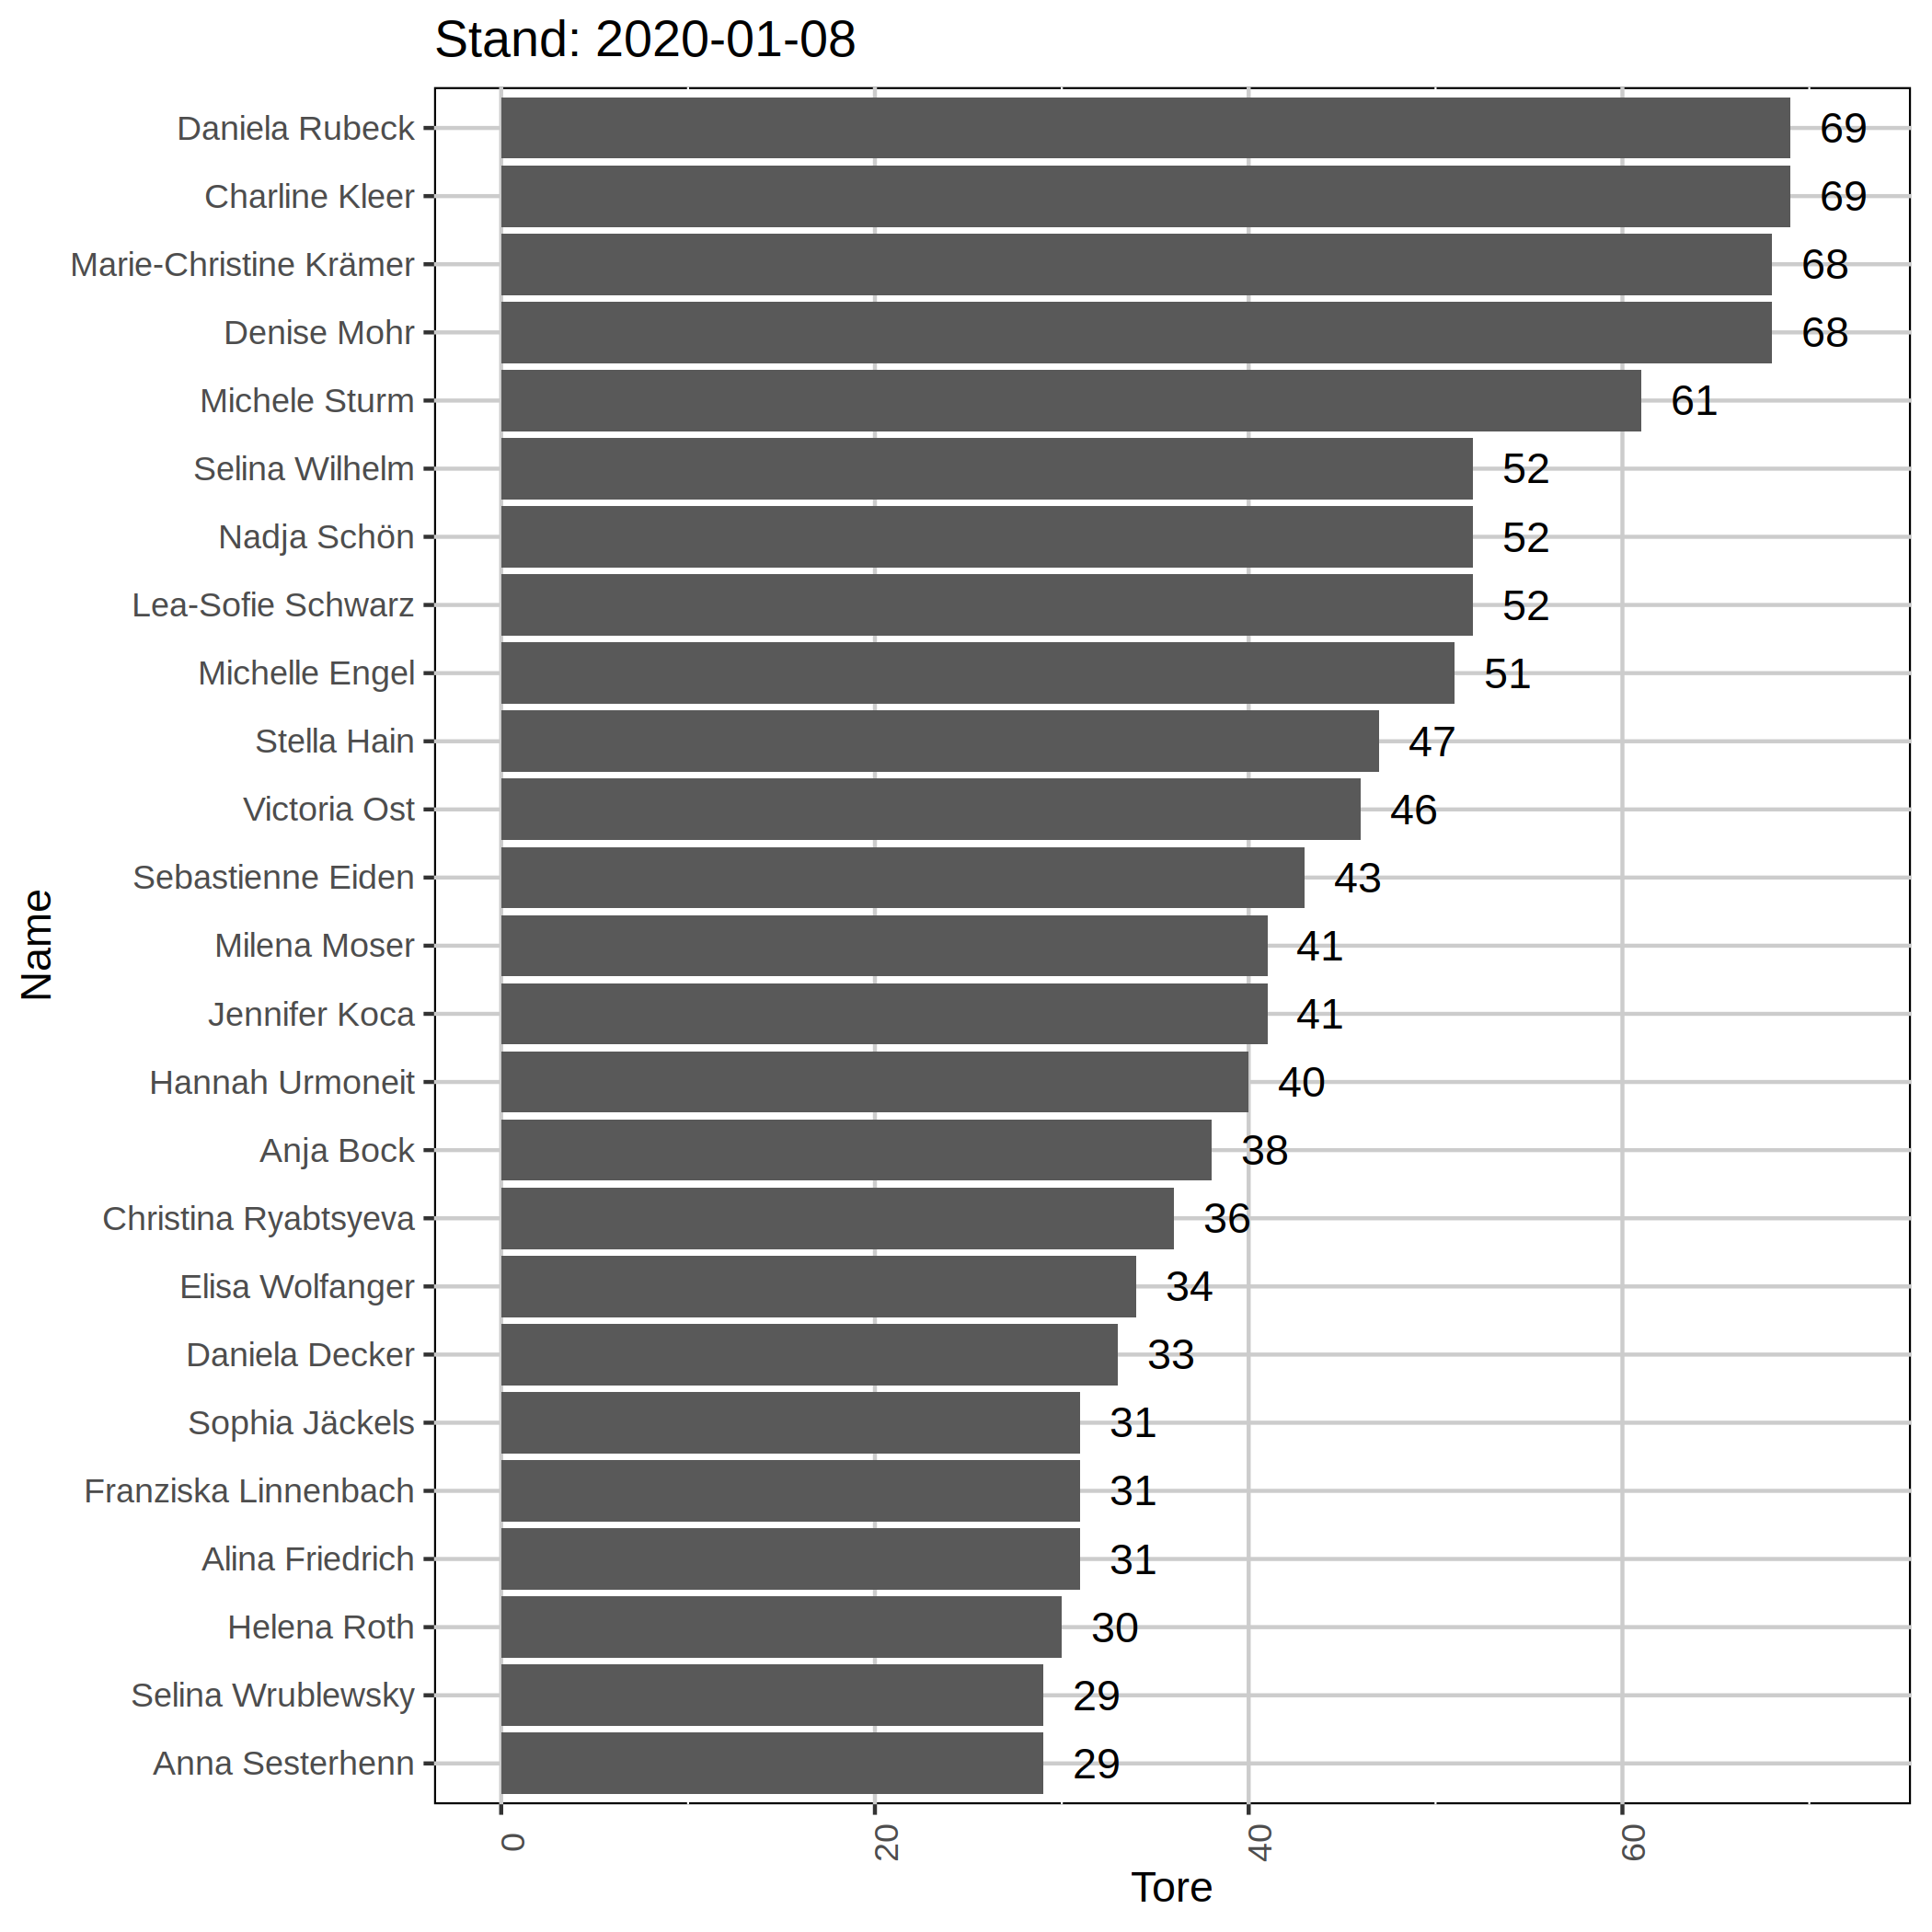 Stand: 2020-01-08
Daniela Rubeck 69
Charline Kleer 69
Marie-Christine Krämer 68
Denise Mohr 68
Michele Sturm 61
Selina Wilhelm 52
Nadja Schön 52
Lea-Sofie Schwarz 52
Michelle Engel 51
Stella Hain 47
Victoria Ost 46
Sebastienne Eiden 43
Milena Moser 41
Jennifer Koca 41
Hannah Urmoneit 40
Anja Bock 38
Christina Ryabtsyeva 36
Elisa Wolfanger 34
Daniela Decker 33
Sophia Jäckels 31
Franziska Linnenbach 31
Alina Friedrich 31
Helena Roth 30
Selina Wrublewsky 29
Anna Sesterhenn 29
Name
0 20 40 60
Tore